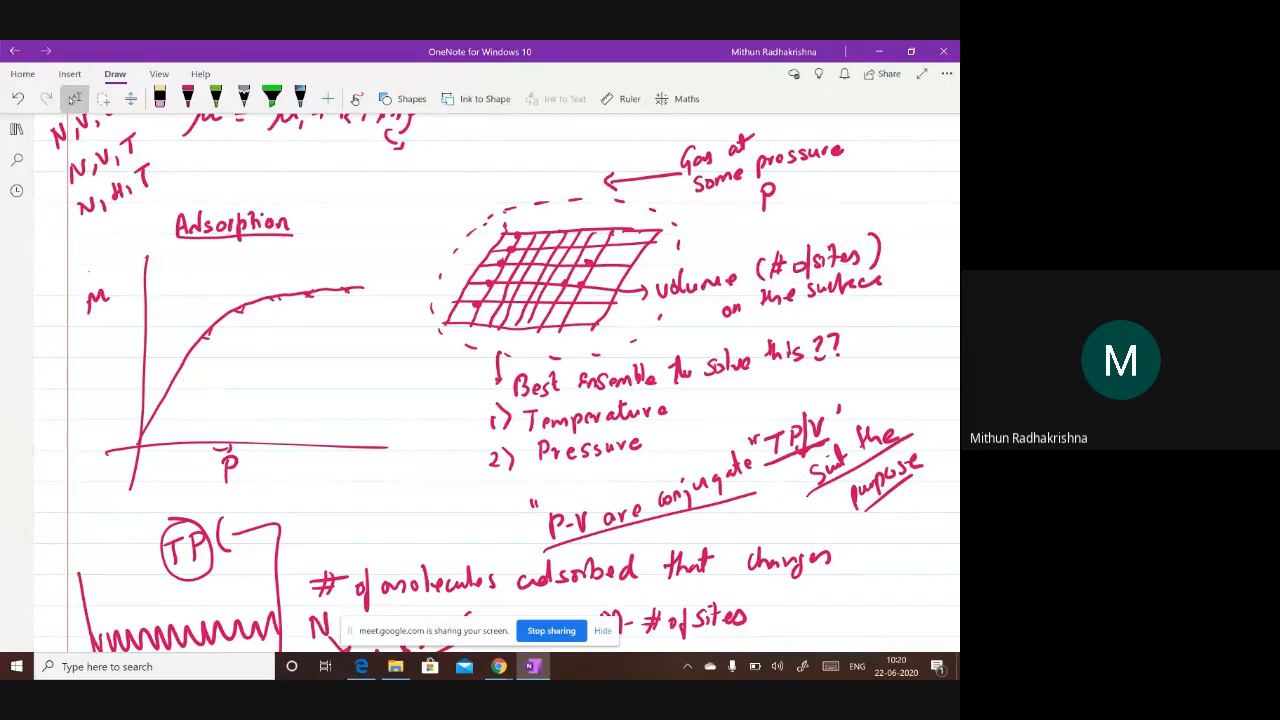 OneNote for Windows 10
Mithun Radhakrishna
Home Insert Draw View Help
Share
Shapes
Ink to Shape
Ink to Text
Ruler
Maths
N, V, T
N, H, T
Gas at
some pressure
P
Adsorption
volume (# of sites)
on the surface
P
Best Ensemble to solve this ??
1) Temperature
2) Pressure
"P-V are conjugate "T,P/V"
suit the
purpose
TP
# of molecules adsorbed that changes
N
# of sites
meet.google.com is sharing your screen.
Stop sharing
Hide
M
Mithun Radhakrishna
Type here to search
ENG
10:20
22-06-2020